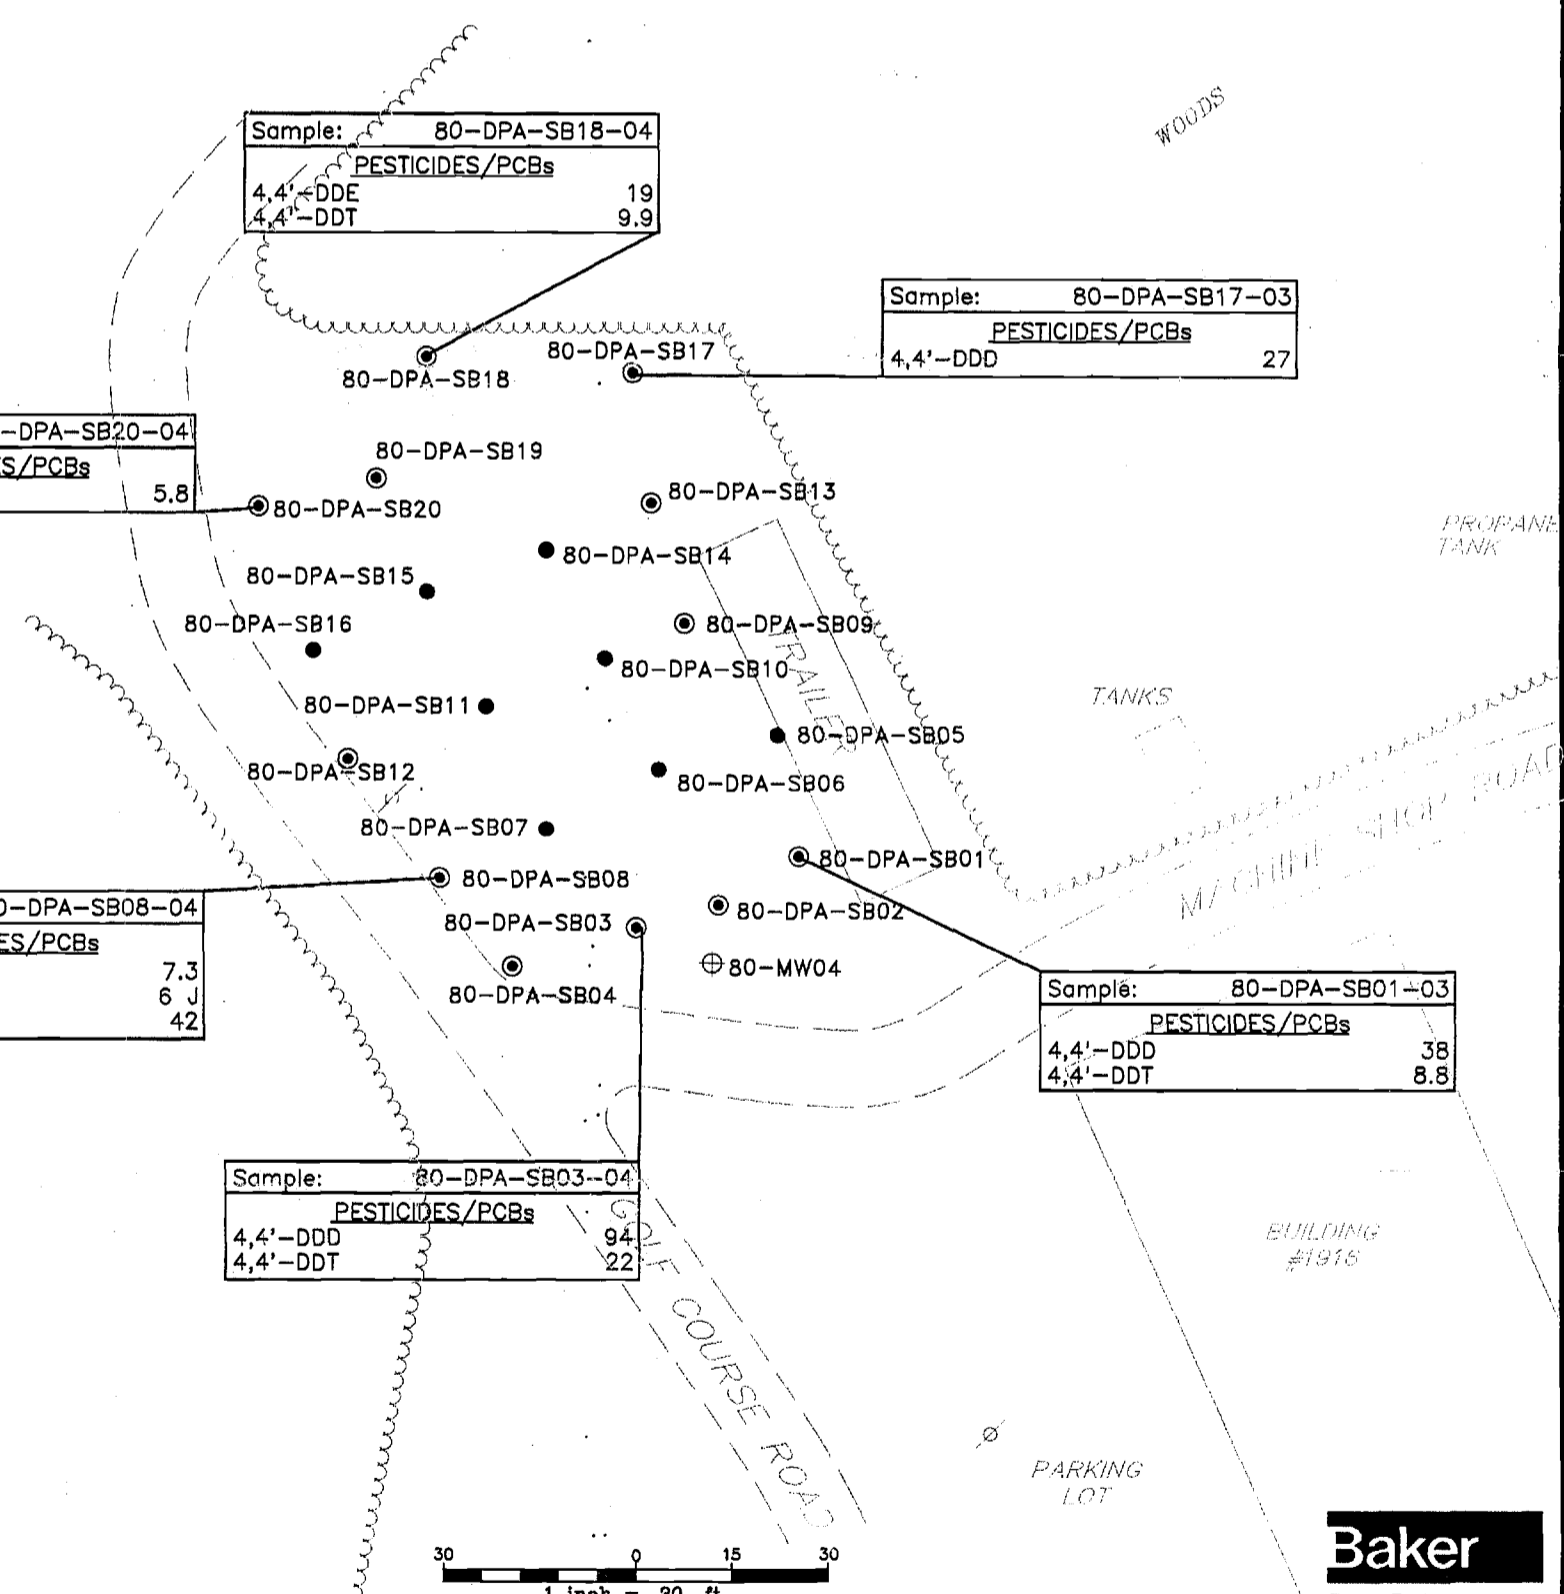 WOODS
Sample: 80-DPA-SB18-04
PESTICIDES/PCBs
4,4'-DDE 19
4,4'-DDT 9.9
Sample: 80-DPA-SB17-03
PESTICIDES/PCBs
4,4'-DDD 27
80-DPA-SB17
80-DPA-SB18
-DPA-SB20-04
ES/PCBs
5.8
80-DPA-SB19
80-DPA-SB20
80-DPA-SB13
80-DPA-SB14
PROPANE
TANK
80-DPA-SB15
80-DPA-SB16
80-DPA-SB09
80-DPA-SB10
TRAILER
TANKS
80-DPA-SB11
80-DPA-SB05
80-DPA-SB12
80-DPA-SB06
80-DPA-SB07
MACHINE SHOP ROAD
80-DPA-SB01
80-DPA-SB08
0-DPA-SB08-04
ES/PCBs
7.3
6 J
42
80-DPA-SB02
80-DPA-SB03
80-MW04
80-DPA-SB04
Sample: 80-DPA-SB01-03
PESTICIDES/PCBs
4,4'-DDD 38
4,4'-DDT 8.8
Sample: 80-DPA-SB03-04
PESTICIDES/PCBs
4,4'-DDD 94
4,4'-DDT 22
GOLF COURSE ROAD
BUILDING
#1916
PARKING
LOT
30 0 15 30
1 inch = 30 ft.
Baker